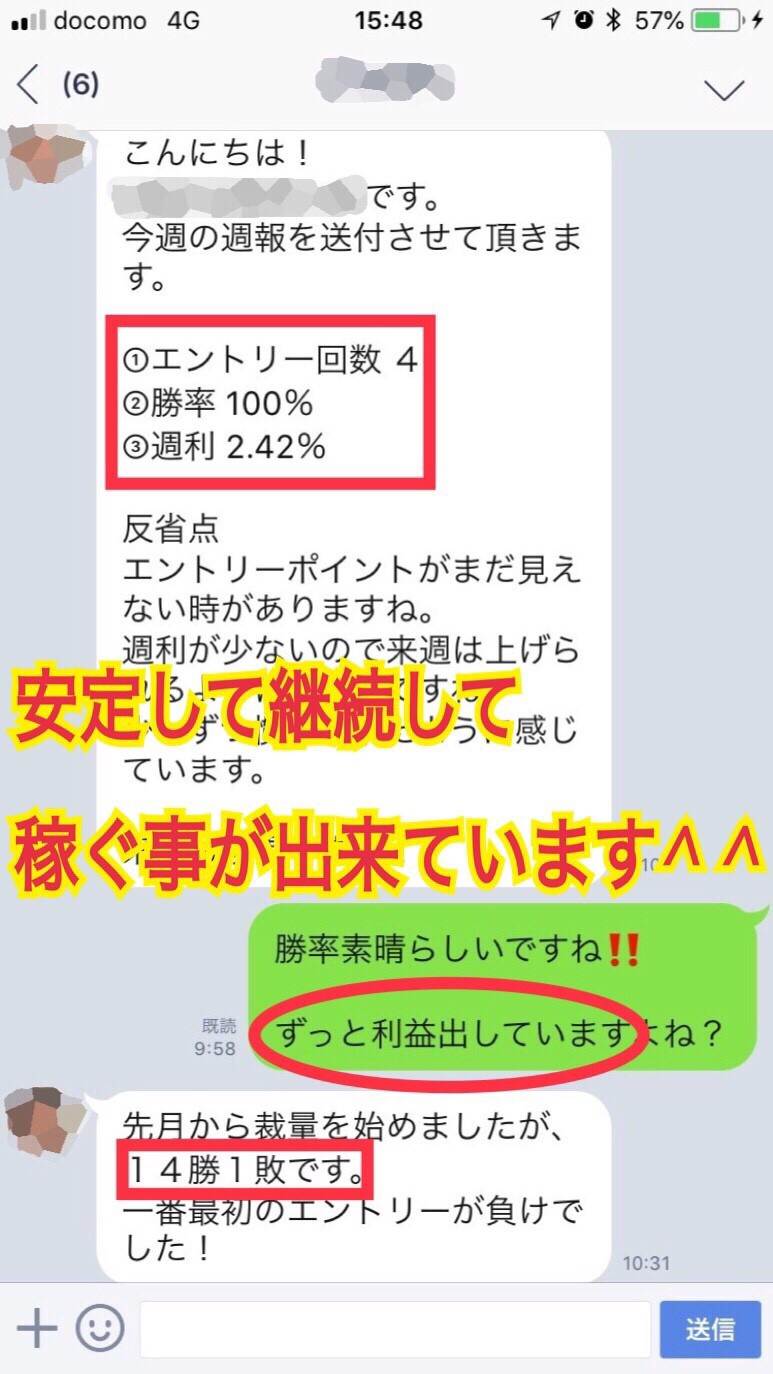 docomo 4G 15:48 57%
(6)
こんにちは！
です。
今週の週報を送付させて頂きま
す。
①エントリー回数 4
②勝率 100%
③週利 2.42%
反省点
エントリーポイントがまだ見え
ない時がありますね。
週利が少ないので来週は上げら
安定して継続して
感じ
ています。
稼ぐ事が出来ています^ ^
勝率素晴らしいですね‼️
ずっと利益出していますよね？
既読
9:58
先月から裁量を始めましたが、
１４勝１敗です。
一番最初のエントリーが負けで
した！
10:31
送信